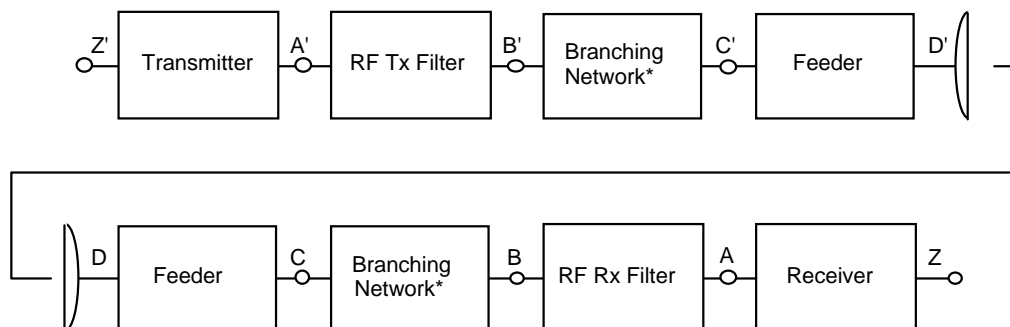 Z'
Transmitter
A'
RF Tx Filter
B'
Branching
Network*
C'
Feeder
D'
D
Feeder
C
Branching
Network*
B
RF Rx Filter
A
Receiver
Z